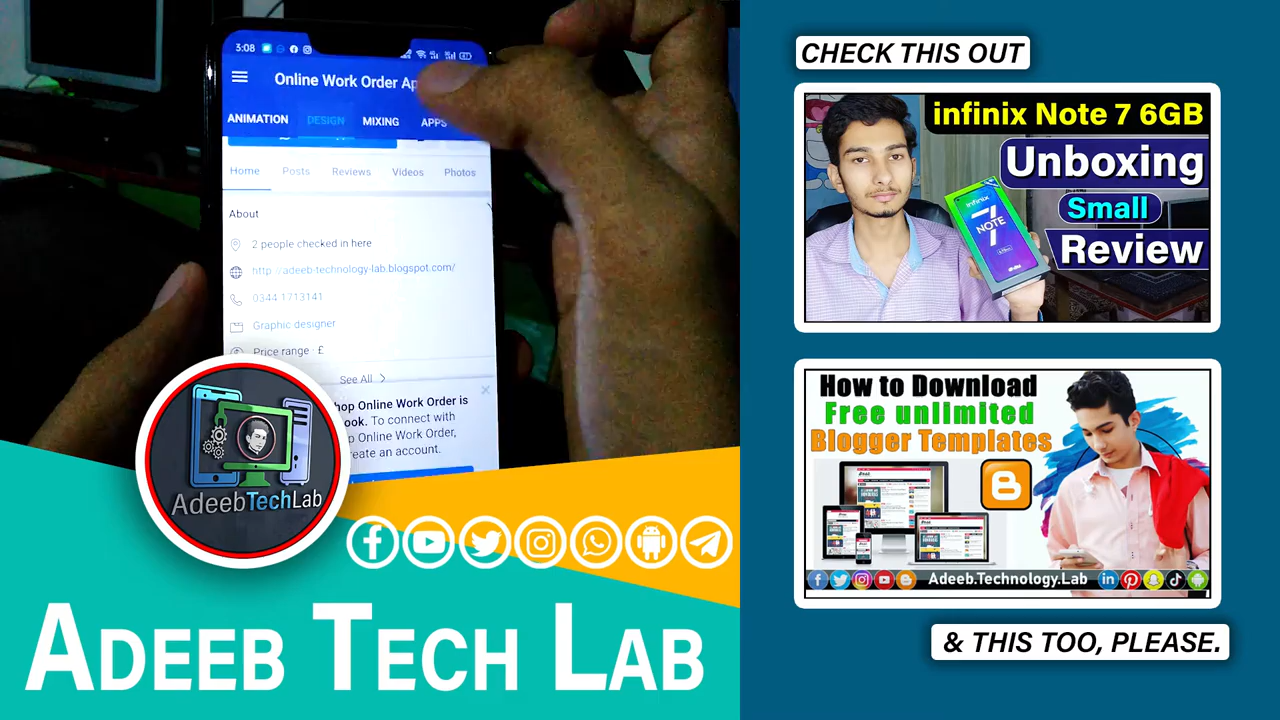 3:08
Online Work Order Ap
ANIMATION DESIGN MIXING APPS
Home Posts Reviews Videos Photos
About
2 people checked in here
http://adeeb-technology-lab.blogspot.com/
0344 1713141
Graphic designer
Price range · £
See All
hop Online Work Order is
ook. To connect with
p Online Work Order,
reate an account.
AdeebTechLab
ADEEB TECH LAB
CHECK THIS OUT
infinix Note 7 6GB
Unboxing
Small
Review
infinix
7
NOTE
How to Download
Free unlimited
Blogger Templates
Adeeb.Technology.Lab
& THIS TOO, PLEASE.